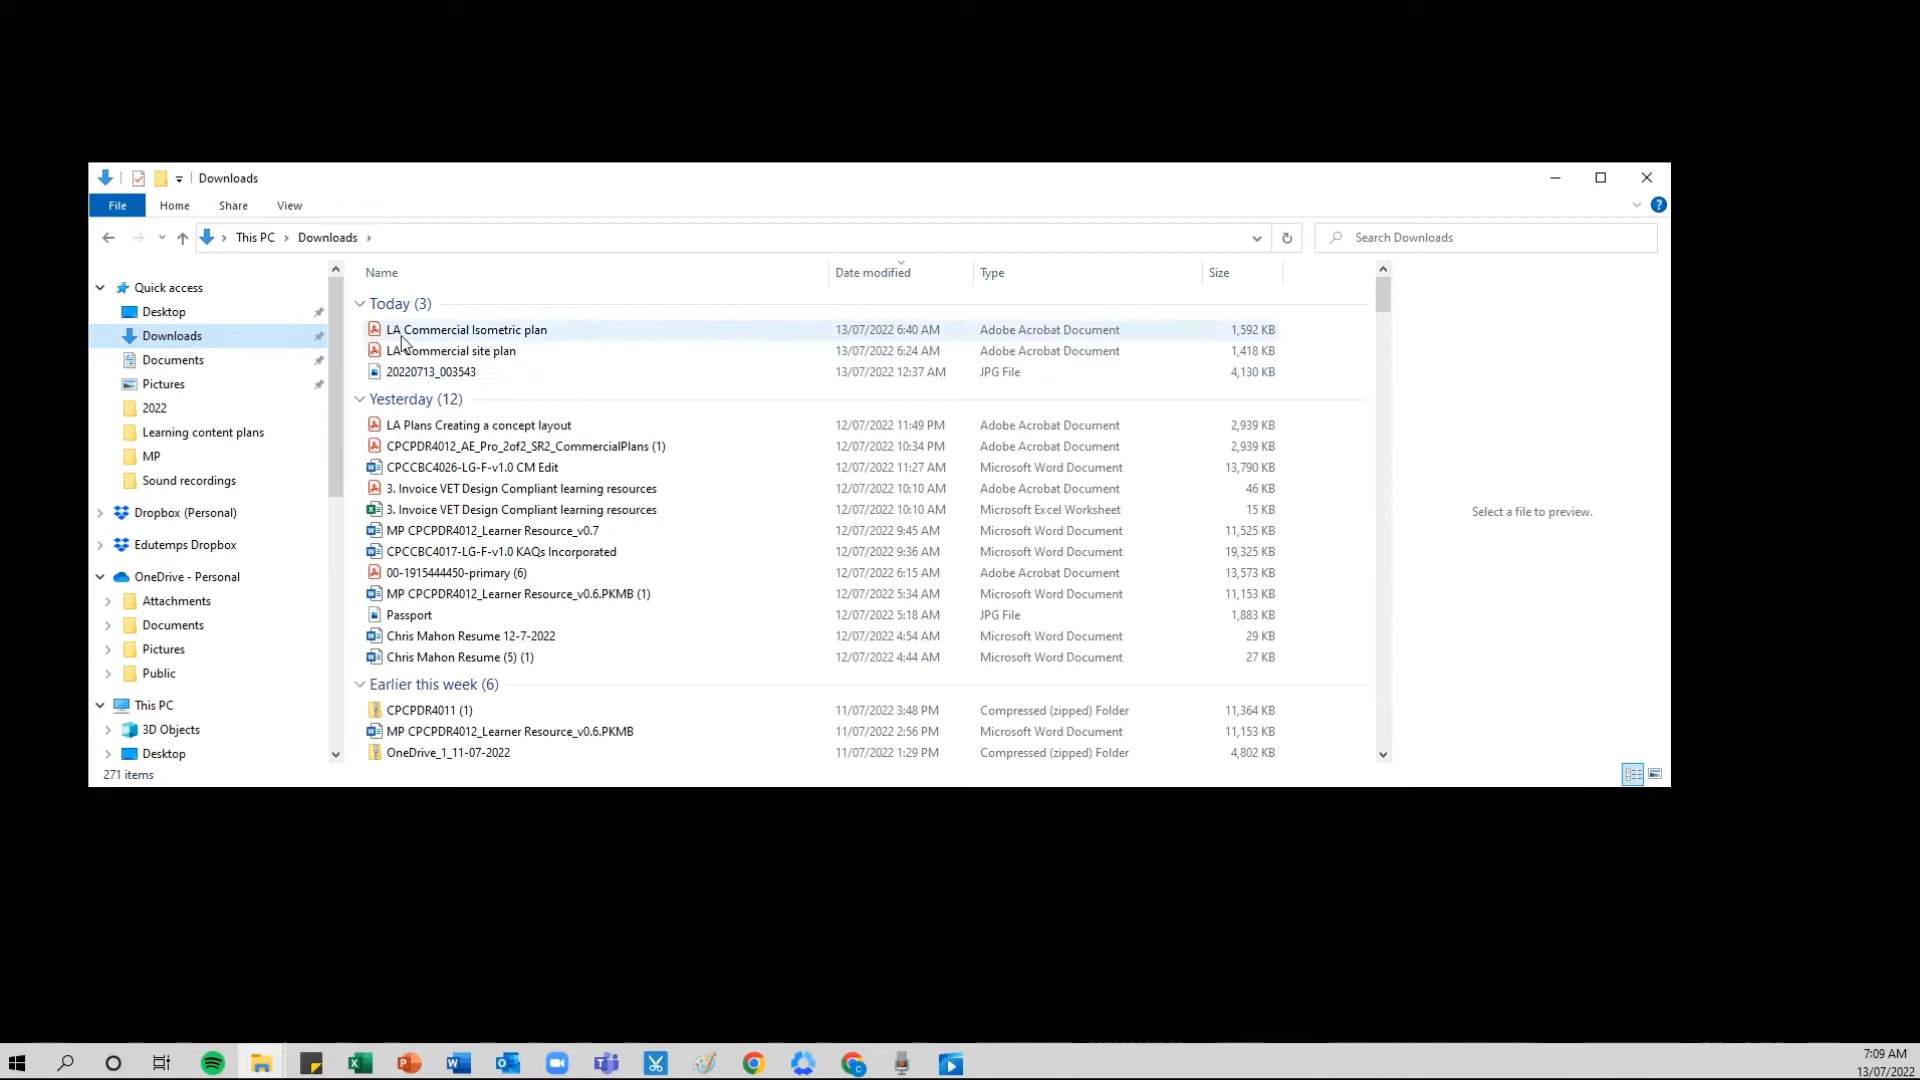 Downloads
File Home Share View
This PC Downloads
Search Downloads
Quick access
Desktop
Downloads
Documents
Pictures
2022
Learning content plans
MP
Sound recordings
Dropbox (Personal)
Edutemps Dropbox
OneDrive - Personal
Attachments
Documents
Pictures
Public
This PC
3D Objects
Desktop
Name Date modified Type Size
Today (3)
LA Commercial Isometric plan 13/07/2022 6:40 AM Adobe Acrobat Document 1,592 KB
LA Commercial site plan 13/07/2022 6:24 AM Adobe Acrobat Document 1,418 KB
20220713_003543 13/07/2022 12:37 AM JPG File 4,130 KB
Yesterday (12)
LA Plans Creating a concept layout 12/07/2022 11:49 PM Adobe Acrobat Document 2,939 KB
CPCPDR4012_AE_Pro_2of2_SR2_CommercialPlans (1) 12/07/2022 10:34 PM Adobe Acrobat Document 2,939 KB
CPCCBC4026-LG-F-v1.0 CM Edit 12/07/2022 11:27 AM Microsoft Word Document 13,790 KB
3. Invoice VET Design Compliant learning resources 12/07/2022 10:10 AM Adobe Acrobat Document 46 KB
3. Invoice VET Design Compliant learning resources 12/07/2022 10:10 AM Microsoft Excel Worksheet 15 KB
MP CPCPDR4012_Learner Resource_v0.7 12/07/2022 9:45 AM Microsoft Word Document 11,525 KB
CPCCBC4017-LG-F-v1.0 KAQs Incorporated 12/07/2022 9:36 AM Microsoft Word Document 19,325 KB
00-1915444450-primary (6) 12/07/2022 6:15 AM Adobe Acrobat Document 13,573 KB
MP CPCPDR4012_Learner Resource_v0.6.PKMB (1) 12/07/2022 5:34 AM Microsoft Word Document 11,153 KB
Passport 12/07/2022 5:18 AM JPG File 1,883 KB
Chris Mahon Resume 12-7-2022 12/07/2022 4:54 AM Microsoft Word Document 29 KB
Chris Mahon Resume (5) (1) 12/07/2022 4:44 AM Microsoft Word Document 27 KB
Earlier this week (6)
CPCPDR4011 (1) 11/07/2022 3:48 PM Compressed (zipped) Folder 11,364 KB
MP CPCPDR4012_Learner Resource_v0.6.PKMB 11/07/2022 2:56 PM Microsoft Word Document 11,153 KB
OneDrive_1_11-07-2022 11/07/2022 1:29 PM Compressed (zipped) Folder 4,802 KB
Select a file to preview.
271 items
7:09 AM
13/07/2022